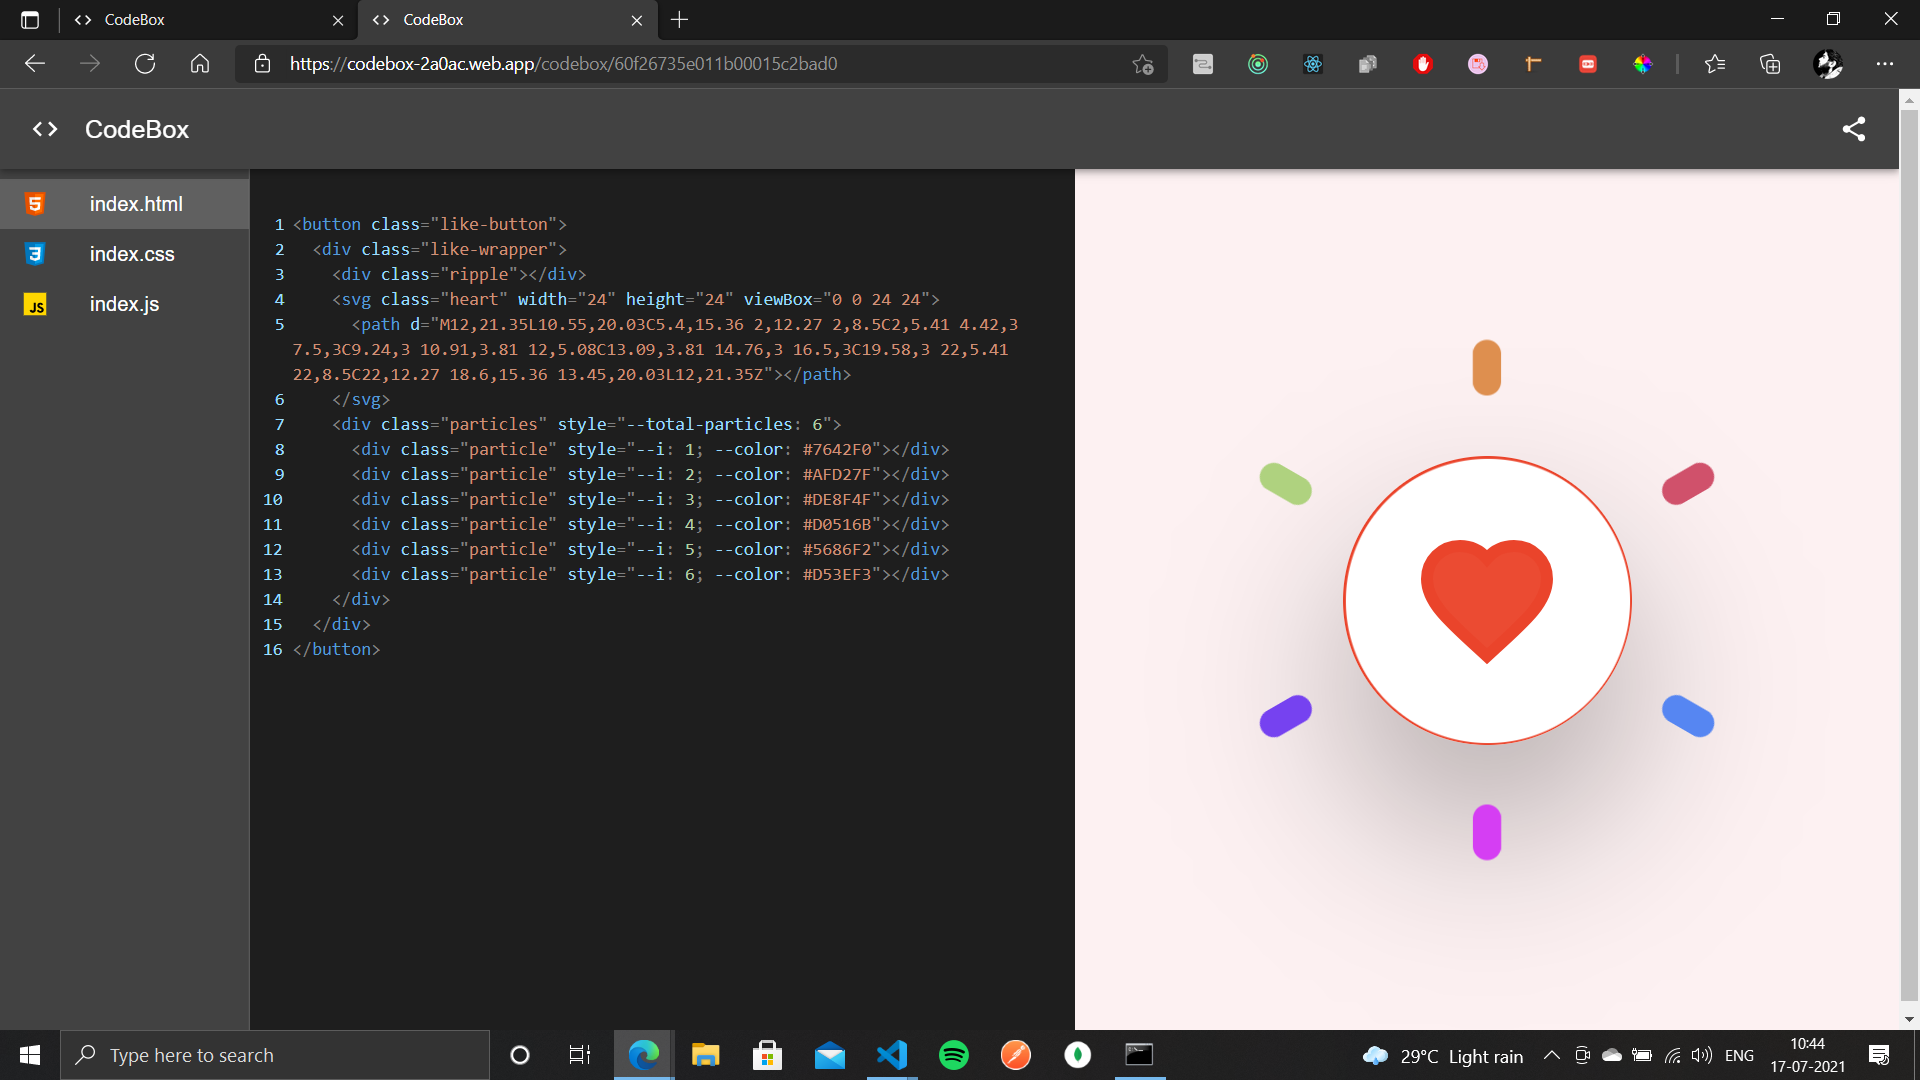 CodeBox
CodeBox
https://codebox-2a0ac.web.app/codebox/60f26735e011b00015c2bad0
CodeBox
index.html
index.css
JS index.js
1 <button class="like-button">
2 <div class="like-wrapper">
3 <div class="ripple"></div>
4 <svg class="heart" width="24" height="24" viewBox="0 0 24 24">
5 <path d="M12,21.35L10.55,20.03C5.4,15.36 2,12.27 2,8.5C2,5.41 4.42,3
7.5,3C9.24,3 10.91,3.81 12,5.08C13.09,3.81 14.76,3 16.5,3C19.58,3 22,5.41
22,8.5C22,12.27 18.6,15.36 13.45,20.03L12,21.35Z"></path>
6 </svg>
7 <div class="particles" style="--total-particles: 6">
8 <div class="particle" style="--i: 1; --color: #7642F0"></div>
9 <div class="particle" style="--i: 2; --color: #AFD27F"></div>
10 <div class="particle" style="--i: 3; --color: #DE8F4F"></div>
11 <div class="particle" style="--i: 4; --color: #D0516B"></div>
12 <div class="particle" style="--i: 5; --color: #5686F2"></div>
13 <div class="particle" style="--i: 6; --color: #D53EF3"></div>
14 </div>
15 </div>
16 </button>
Type here to search
29°C Light rain
ENG
10:44
17-07-2021